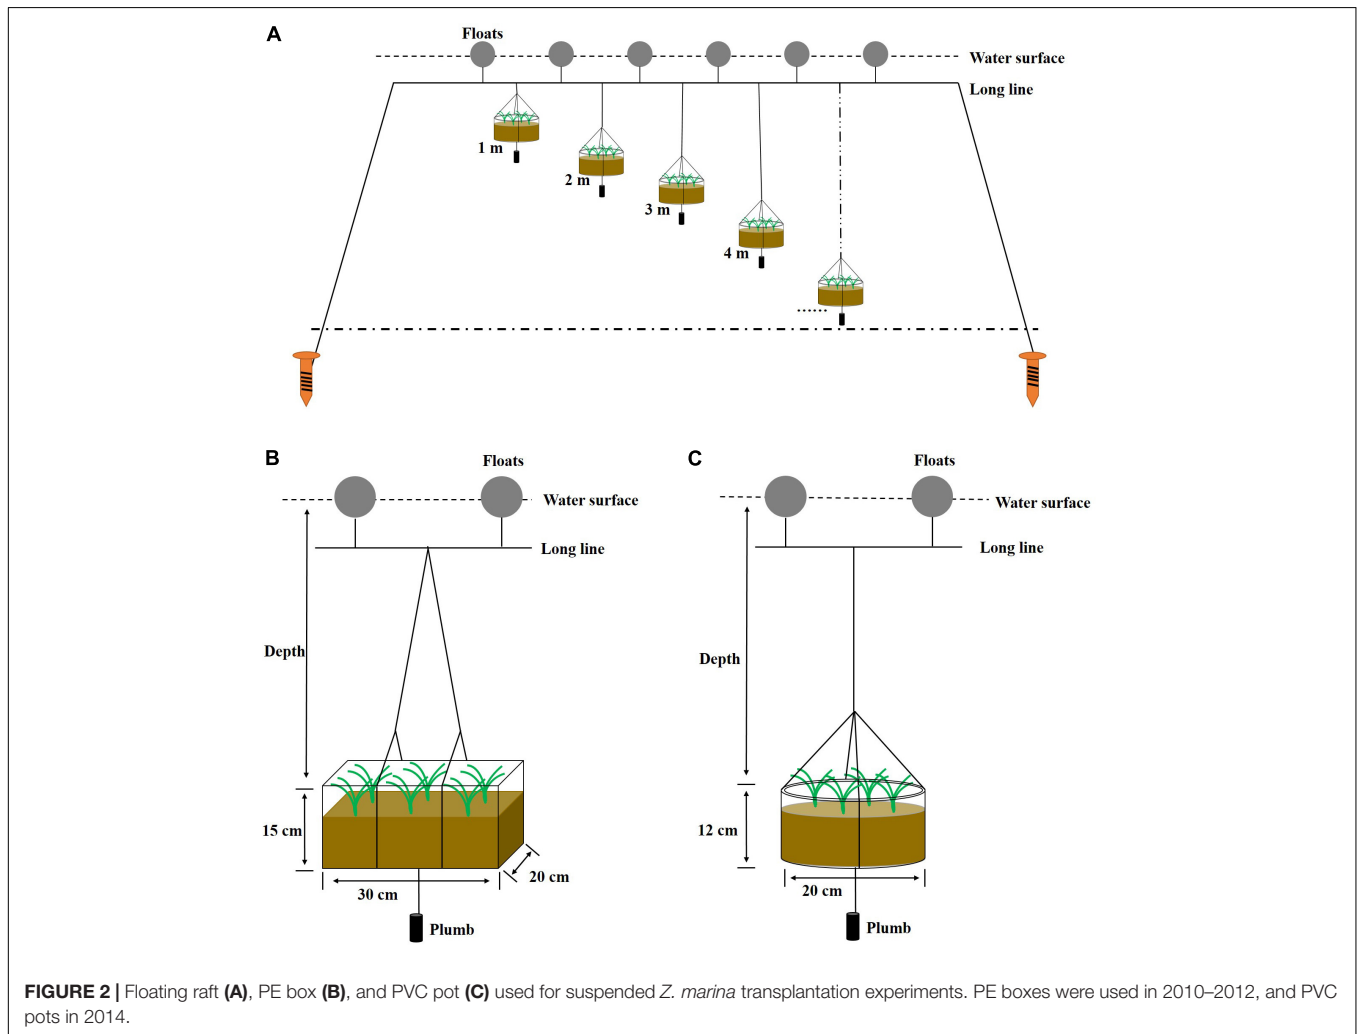 A
Floats
Water surface
Long line
1 m
2 m
3 m
4 m
B
Floats
Water surface
Long line
Depth
15 cm
20 cm
30 cm
Plumb
C
Floats
Water surface
Long line
Depth
12 cm
20 cm
Plumb
FIGURE 2 | Floating raft (A), PE box (B), and PVC pot (C) used for suspended Z. marina transplantation experiments. PE boxes were used in 2010–2012, and PVC
pots in 2014.